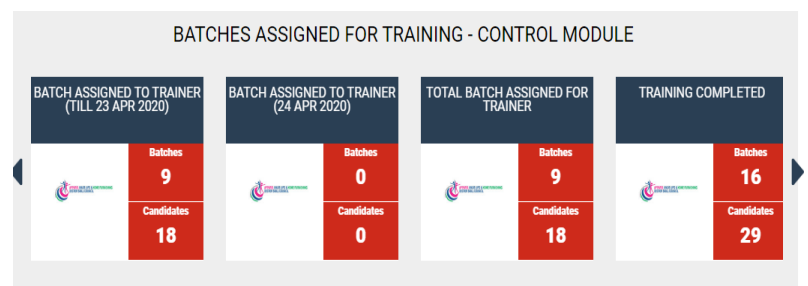 BATCHES ASSIGNED FOR TRAINING - CONTROL MODULE
BATCH ASSIGNED TO TRAINER
(TILL 23 APR 2020)
Batches
9
Candidates
18
BATCH ASSIGNED TO TRAINER
(24 APR 2020)
Batches
0
Candidates
0
TOTAL BATCH ASSIGNED FOR
TRAINER
Batches
9
Candidates
18
TRAINING COMPLETED
Batches
16
Candidates
29